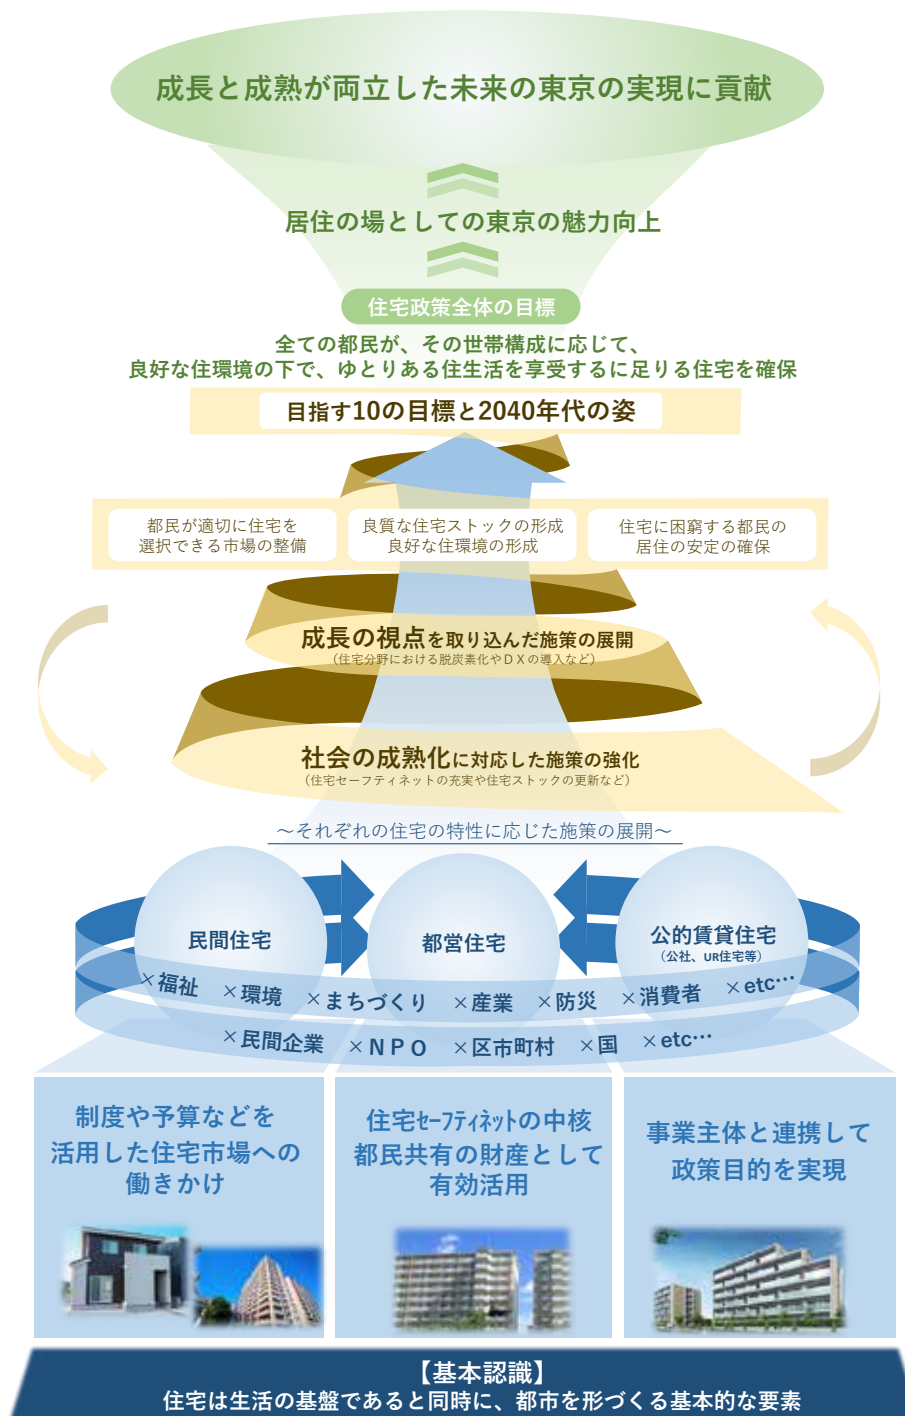 成長と成熟が両立した未来の東京の実現に貢献
居住の場としての東京の魅力向上
住宅政策全体の目標
全ての都民が、その世帯構成に応じて、
良好な住環境の下で、ゆとりある住生活を享受するに足りる住宅を確保
目指す10の目標と2040年代の姿
都民が適切に住宅を
選択できる市場の整備
良質な住宅ストックの形成
良好な住環境の形成
住宅に困窮する都民の
居住の安定の確保
成長の視点を取り込んだ施策の展開
（住宅分野における脱炭素化やＤＸの導入など）
社会の成熟化に対応した施策の強化
（住宅セーフティネットの充実や住宅ストックの更新など）
～それぞれの住宅の特性に応じた施策の展開～
民間住宅
都営住宅
公的賃貸住宅
（公社、UR住宅等）
×福祉 ×環境 ×まちづくり ×産業 ×防災 ×消費者 ×etc…
×民間企業 ×ＮＰＯ ×区市町村 ×国 ×etc…
制度や予算などを
活用した住宅市場への
働きかけ
住宅ｾｰﾌﾃｨﾈｯﾄの中核
都民共有の財産として
有効活用
事業主体と連携して
政策目的を実現
【基本認識】
住宅は生活の基盤であると同時に、都市を形づくる基本的な要素